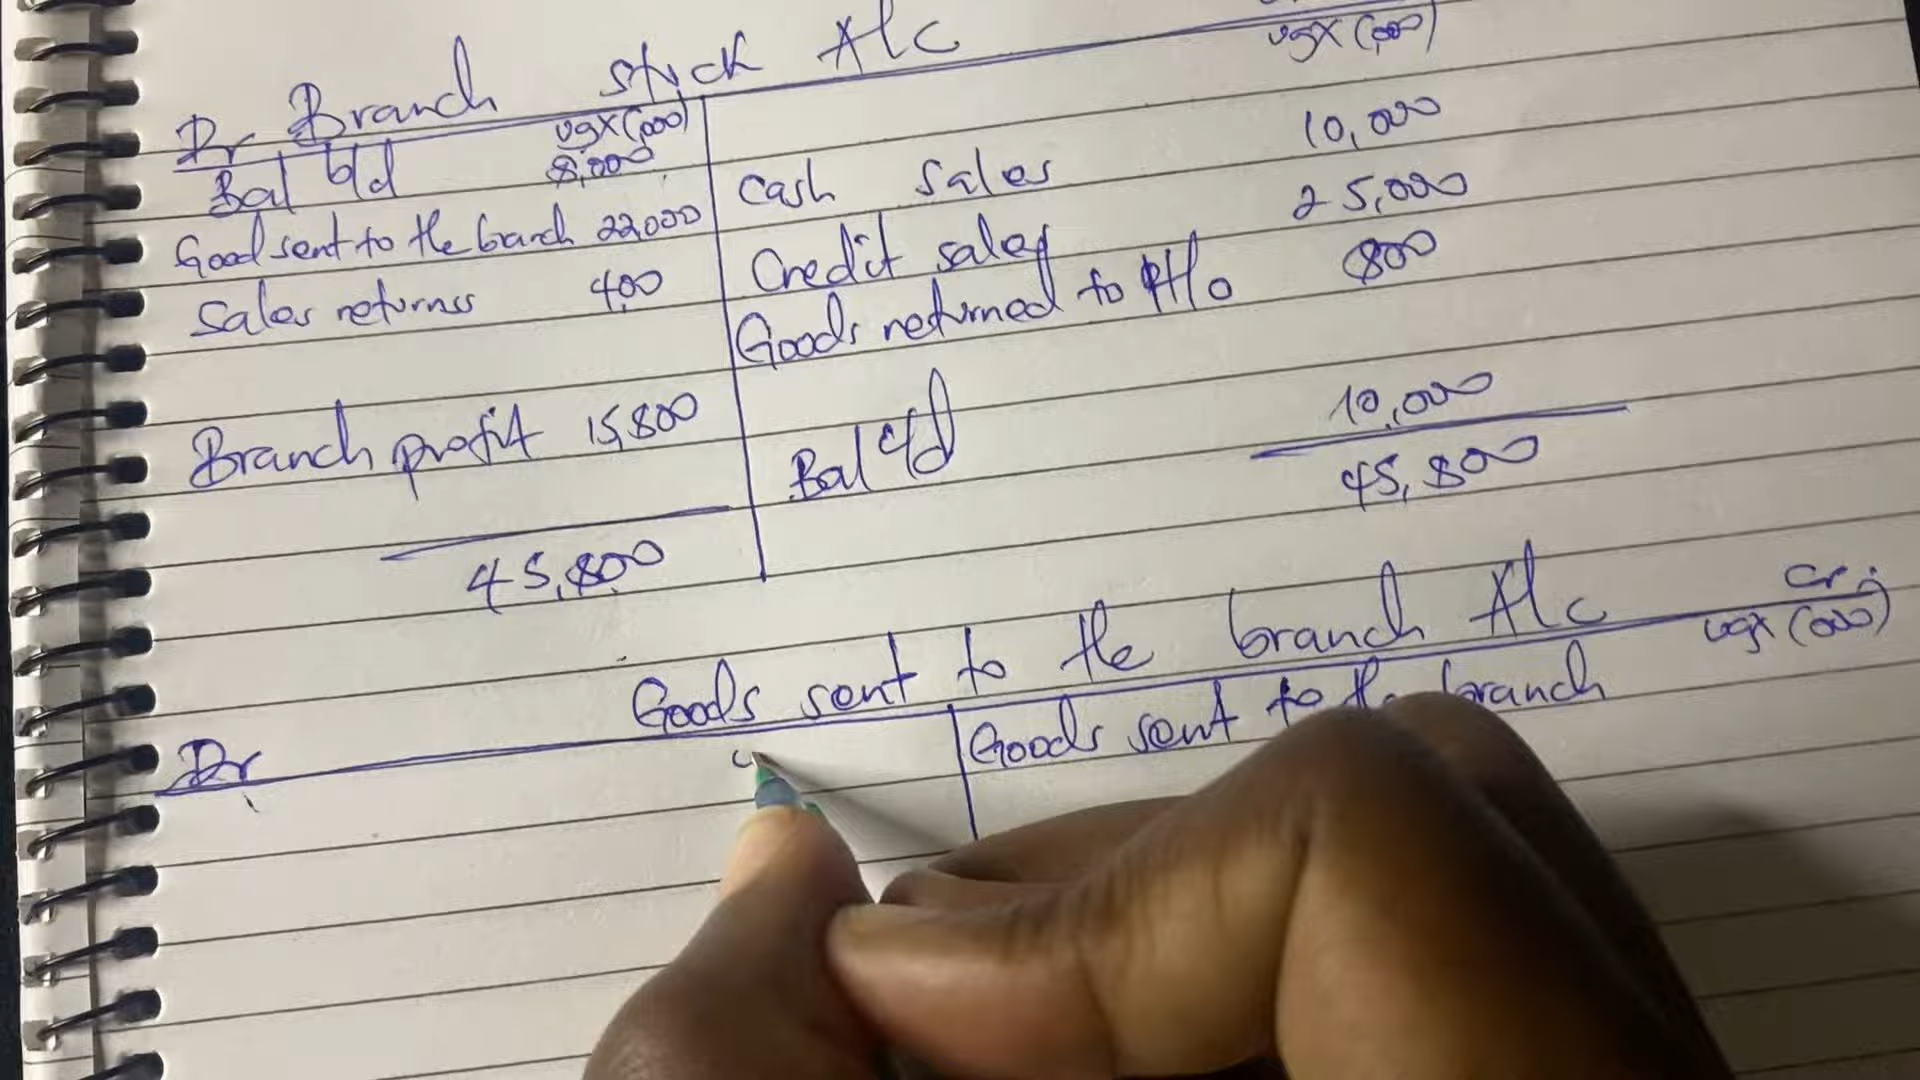 Dr Branch stock A/c
UGX (,000) UGX (,000)
Bal b/d 8,000 Cash sales 10,000
Good sent to the branch 22,000 Credit sales 25,000
Sales returns 400 Goods returned to H/o 800
Branch profit 15,800 Bal c/d 10,000
45,800 45,800
Goods sent to the branch A/c Cr
Dr UGX (000)
Goods sent to the branch